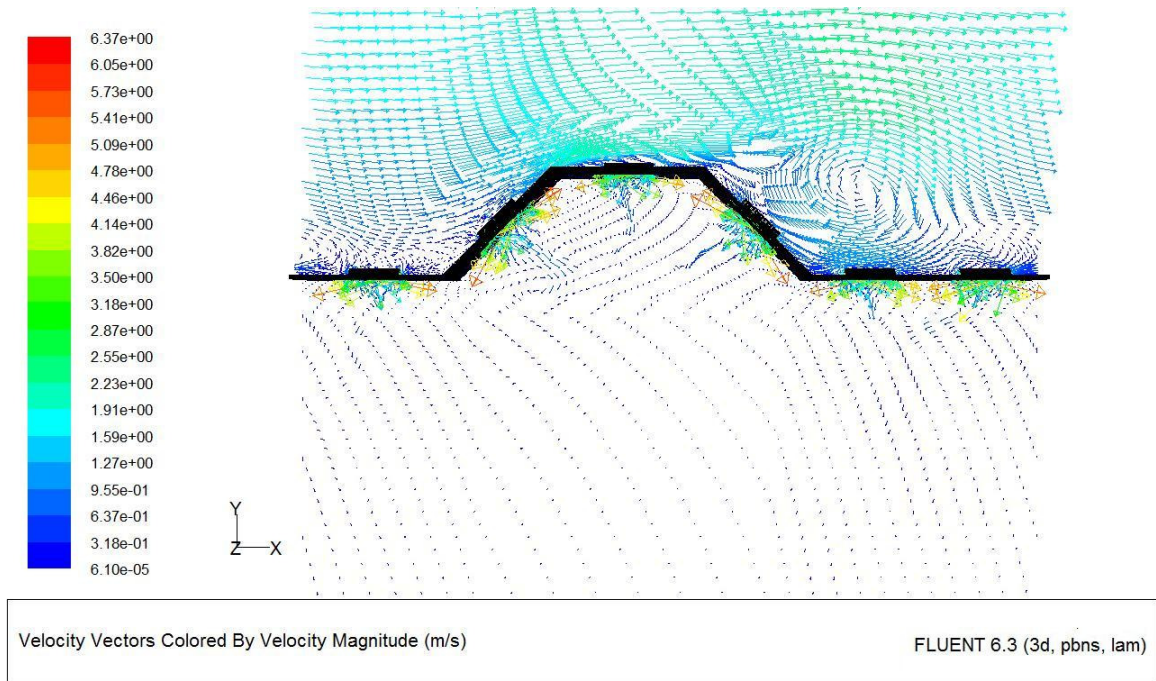 6.37e+00
6.05e+00
5.73e+00
5.41e+00
5.09e+00
4.78e+00
4.46e+00
4.14e+00
3.82e+00
3.50e+00
3.18e+00
2.87e+00
2.55e+00
2.23e+00
1.91e+00
1.59e+00
1.27e+00
9.55e-01
6.37e-01
3.18e-01
6.10e-05
Y
Z X
Velocity Vectors Colored By Velocity Magnitude (m/s)
FLUENT 6.3 (3d, pbns, lam)